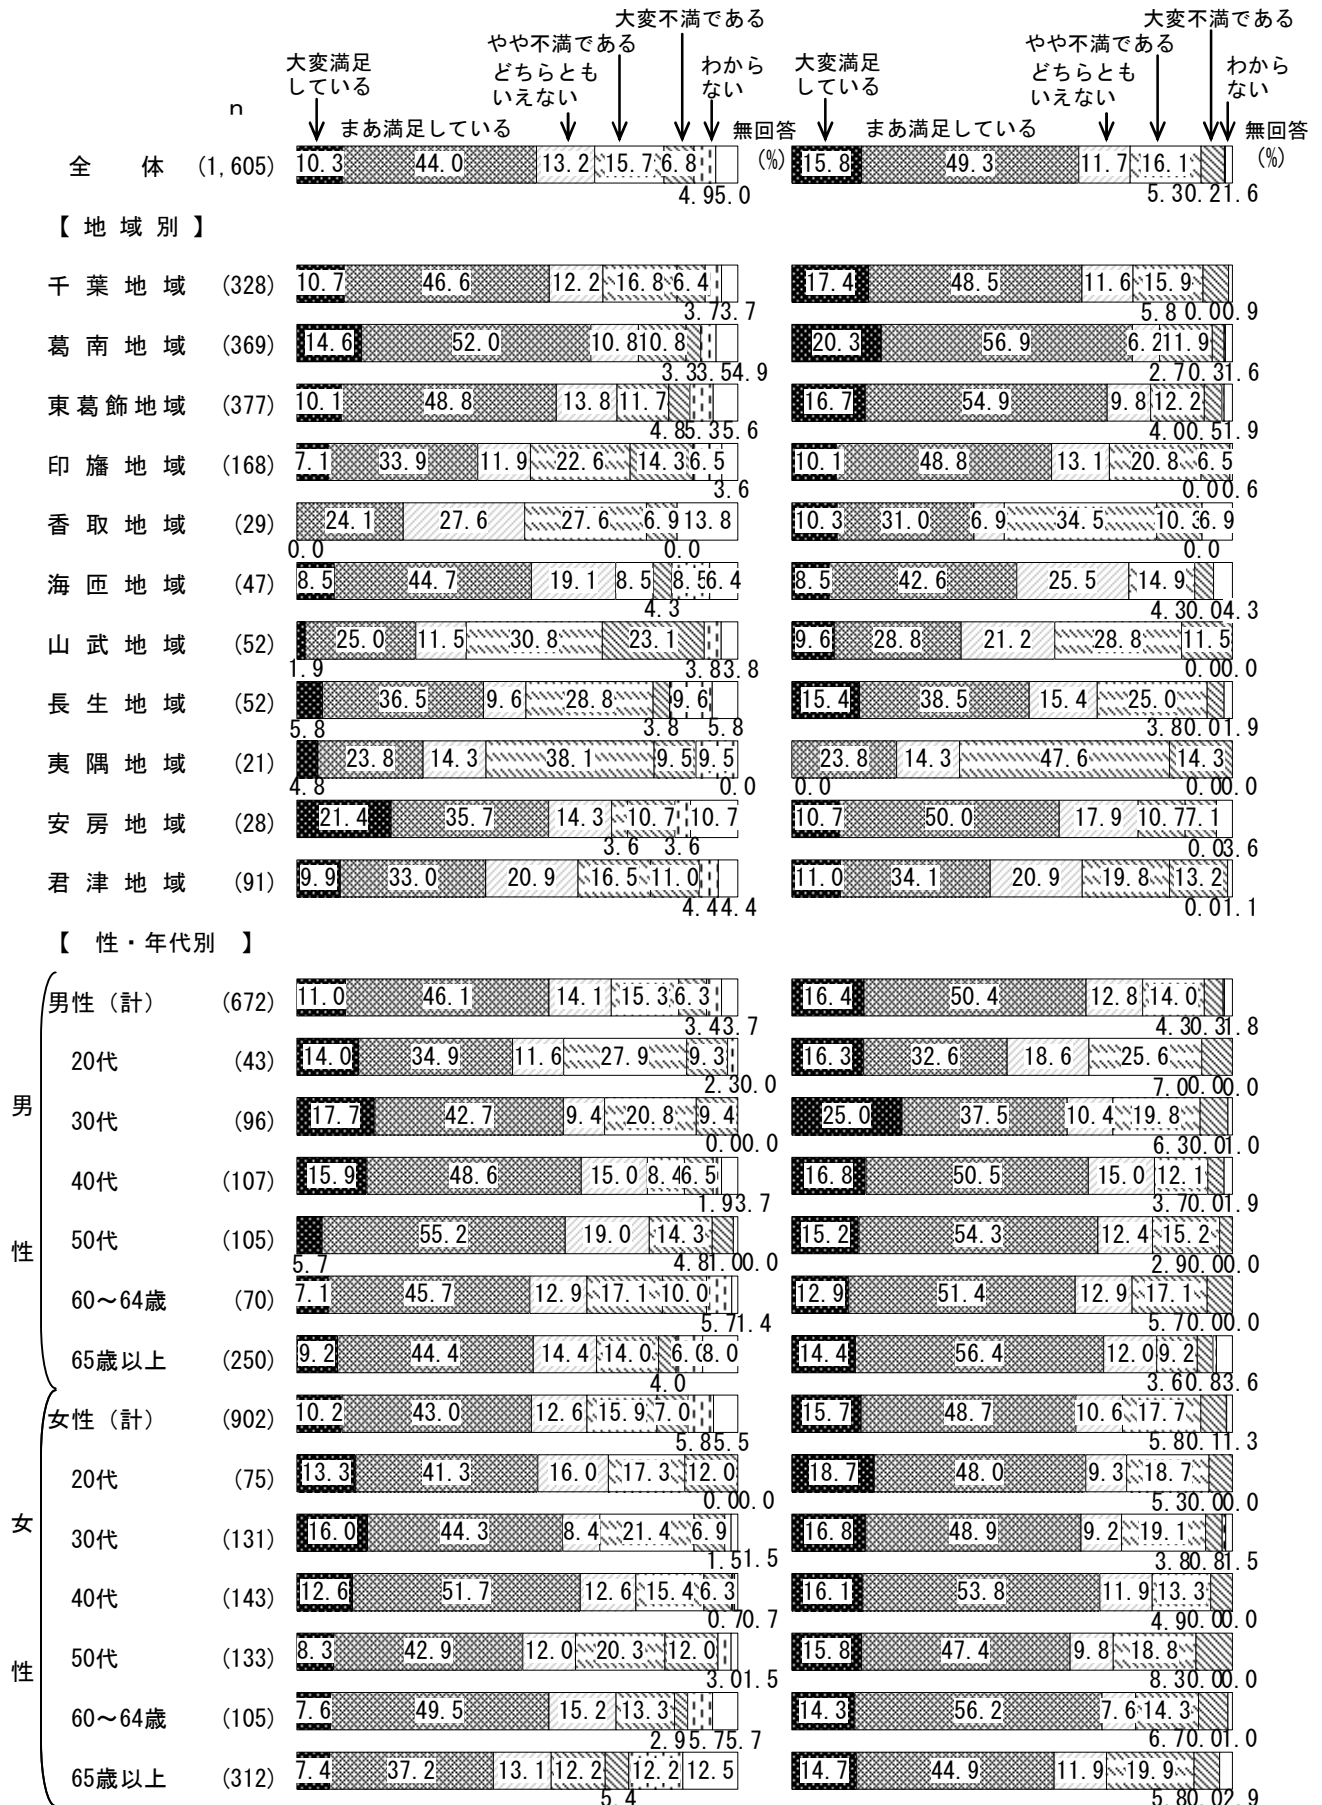 大変不満である 大変不満である
やや不満である やや不満である
大変満足 どちらとも わから 大変満足 どちらとも わから
している いえない ない している いえない ない
n まあ満足している 無回答 まあ満足している 無回答
全 体 (1,605) 10.3 44.0 13.2 15.7 6.8 (%) 15.8 49.3 11.7 16.1 (%)
4.9 5.0 5.3 0.2 1.6
【 地 域 別 】
千 葉 地 域 (328) 10.7 46.6 12.2 16.8 6.4 17.4 48.5 11.6 15.9
3.7 3.7 5.8 0.0 0.9
葛 南 地 域 (369) 14.6 52.0 10.8 10.8 20.3 56.9 6.2 11.9
3.3 3.5 4.9 2.7 0.3 1.6
東葛飾地域 (377) 10.1 48.8 13.8 11.7 16.7 54.9 9.8 12.2
4.8 5.3 5.6 4.0 0.5 1.9
印 旛 地 域 (168) 7.1 33.9 11.9 22.6 14.3 6.5 10.1 48.8 13.1 20.8 6.5
3.6 0.0 0.6
香 取 地 域 (29) 24.1 27.6 27.6 6.9 13.8 10.3 31.0 6.9 34.5 10.3 6.9
0.0 0.0 0.0
海 匝 地 域 (47) 8.5 44.7 19.1 8.5 8.5 6.4 8.5 42.6 25.5 14.9
4.3 4.3 0.0 4.3
山 武 地 域 (52) 25.0 11.5 30.8 23.1 9.6 28.8 21.2 28.8 11.5
1.9 3.8 3.8 0.0 0.0
長 生 地 域 (52) 36.5 9.6 28.8 9.6 15.4 38.5 15.4 25.0
5.8 3.8 5.8 3.8 0.0 1.9
夷 隅 地 域 (21) 23.8 14.3 38.1 9.5 9.5 23.8 14.3 47.6 14.3
4.8 0.0 0.0 0.0 0.0
安 房 地 域 (28) 21.4 35.7 14.3 10.7 10.7 10.7 50.0 17.9 10.7 7.1
3.6 3.6 0.0 3.6
君 津 地 域 (91) 9.9 33.0 20.9 16.5 11.0 11.0 34.1 20.9 19.8 13.2
4.4 4.4 0.0 1.1
【 性・年代別 】
男性（計） (672) 11.0 46.1 14.1 15.3 6.3 16.4 50.4 12.8 14.0
3.4 3.7 4.3 0.3 1.8
20代 (43) 14.0 34.9 11.6 27.9 9.3 16.3 32.6 18.6 25.6
2.3 0.0 7.0 0.0 0.0
男
30代 (96) 17.7 42.7 9.4 20.8 9.4 25.0 37.5 10.4 19.8
0.0 0.0 6.3 0.0 1.0
40代 (107) 15.9 48.6 15.0 8.4 6.5 16.8 50.5 15.0 12.1
1.9 3.7 3.7 0.0 1.9
性 50代 (105) 55.2 19.0 14.3 15.2 54.3 12.4 15.2
5.7 4.8 1.0 0.0 2.9 0.0 0.0
60～64歳 (70) 7.1 45.7 12.9 17.1 10.0 12.9 51.4 12.9 17.1
5.7 1.4 5.7 0.0 0.0
65歳以上 (250) 9.2 44.4 14.4 14.0 6.0 8.0 14.4 56.4 12.0 9.2
4.0 3.6 0.8 3.6
女性（計） (902) 10.2 43.0 12.6 15.9 7.0 15.7 48.7 10.6 17.7
5.8 5.5 5.8 0.1 1.3
20代 (75) 13.3 41.3 16.0 17.3 12.0 18.7 48.0 9.3 18.7
0.0 0.0 5.3 0.0 0.0
女
30代 (131) 16.0 44.3 8.4 21.4 6.9 16.8 48.9 9.2 19.1
1.5 1.5 3.8 0.8 1.5
40代 (143) 12.6 51.7 12.6 15.4 6.3 16.1 53.8 11.9 13.3
0.7 0.7 4.9 0.0 0.0
性 50代 (133) 8.3 42.9 12.0 20.3 12.0 15.8 47.4 9.8 18.8
3.0 1.5 8.3 0.0 0.0
60～64歳 (105) 7.6 49.5 15.2 13.3 14.3 56.2 7.6 14.3
2.9 5.7 5.7 6.7 0.0 1.0
65歳以上 (312) 7.4 37.2 13.1 12.2 12.2 12.5 14.7 44.9 11.9 19.9
5.4 5.8 0.0 2.9